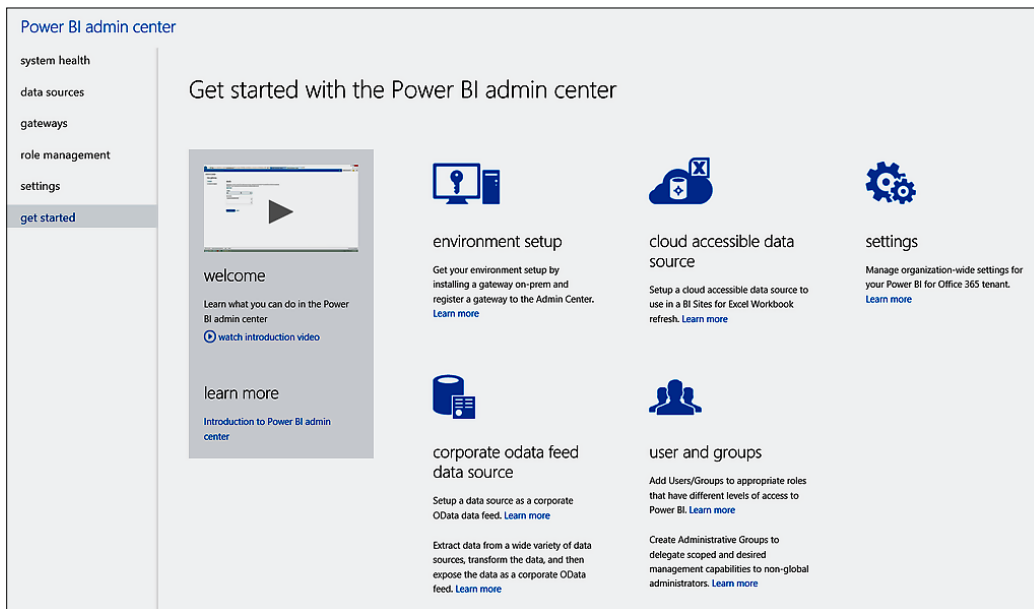 Power BI admin center
system health
data sources
gateways
role management
settings
get started
Get started with the Power BI admin center
welcome
Learn what you can do in the Power
BI admin center
watch introduction video
learn more
Introduction to Power BI admin
center
environment setup
Get your environment setup by
installing a gateway on-prem and
register a gateway to the Admin Center.
Learn more
cloud accessible data
source
Setup a cloud accessible data source to
use in a BI Sites for Excel Workbook
refresh. Learn more
settings
Manage organization-wide settings for
your Power BI for Office 365 tenant.
Learn more
corporate odata feed
data source
Setup a data source as a corporate
OData data feed. Learn more
Extract data from a wide variety of data
sources, transform the data, and then
expose the data as a corporate OData
feed. Learn more
user and groups
Add Users/Groups to appropriate roles
that have different levels of access to
Power BI. Learn more
Create Administrative Groups to
delegate scoped and desired
management capabilities to non-global
administrators. Learn more